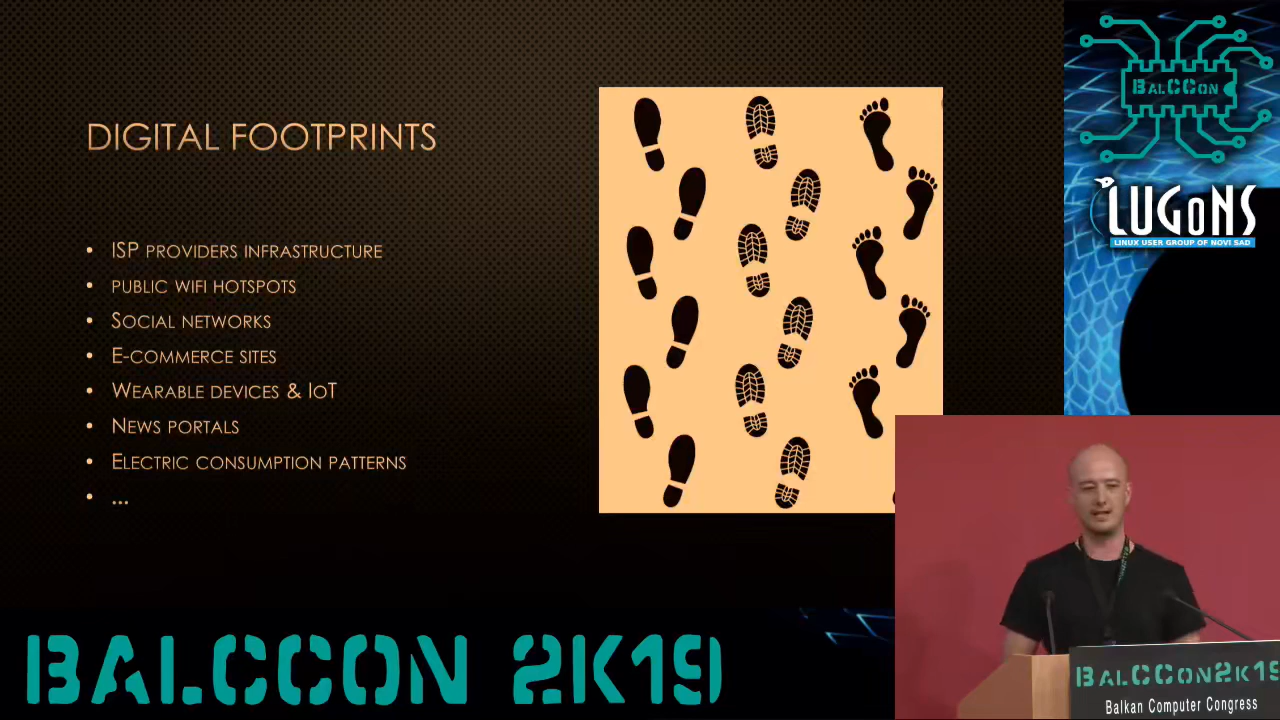 DIGITAL FOOTPRINTS
• ISP PROVIDERS INFRASTRUCTURE
• PUBLIC WIFI HOTSPOTS
• SOCIAL NETWORKS
• E-COMMERCE SITES
• WEARABLE DEVICES & IOT
• NEWS PORTALS
• ELECTRIC CONSUMPTION PATTERNS
• ...
BALCCON
LUGONS
LINUX USER GROUP OF NOVI SAD
BALCCON 2K19
BALCCON2K19
Balkan Computer Congress